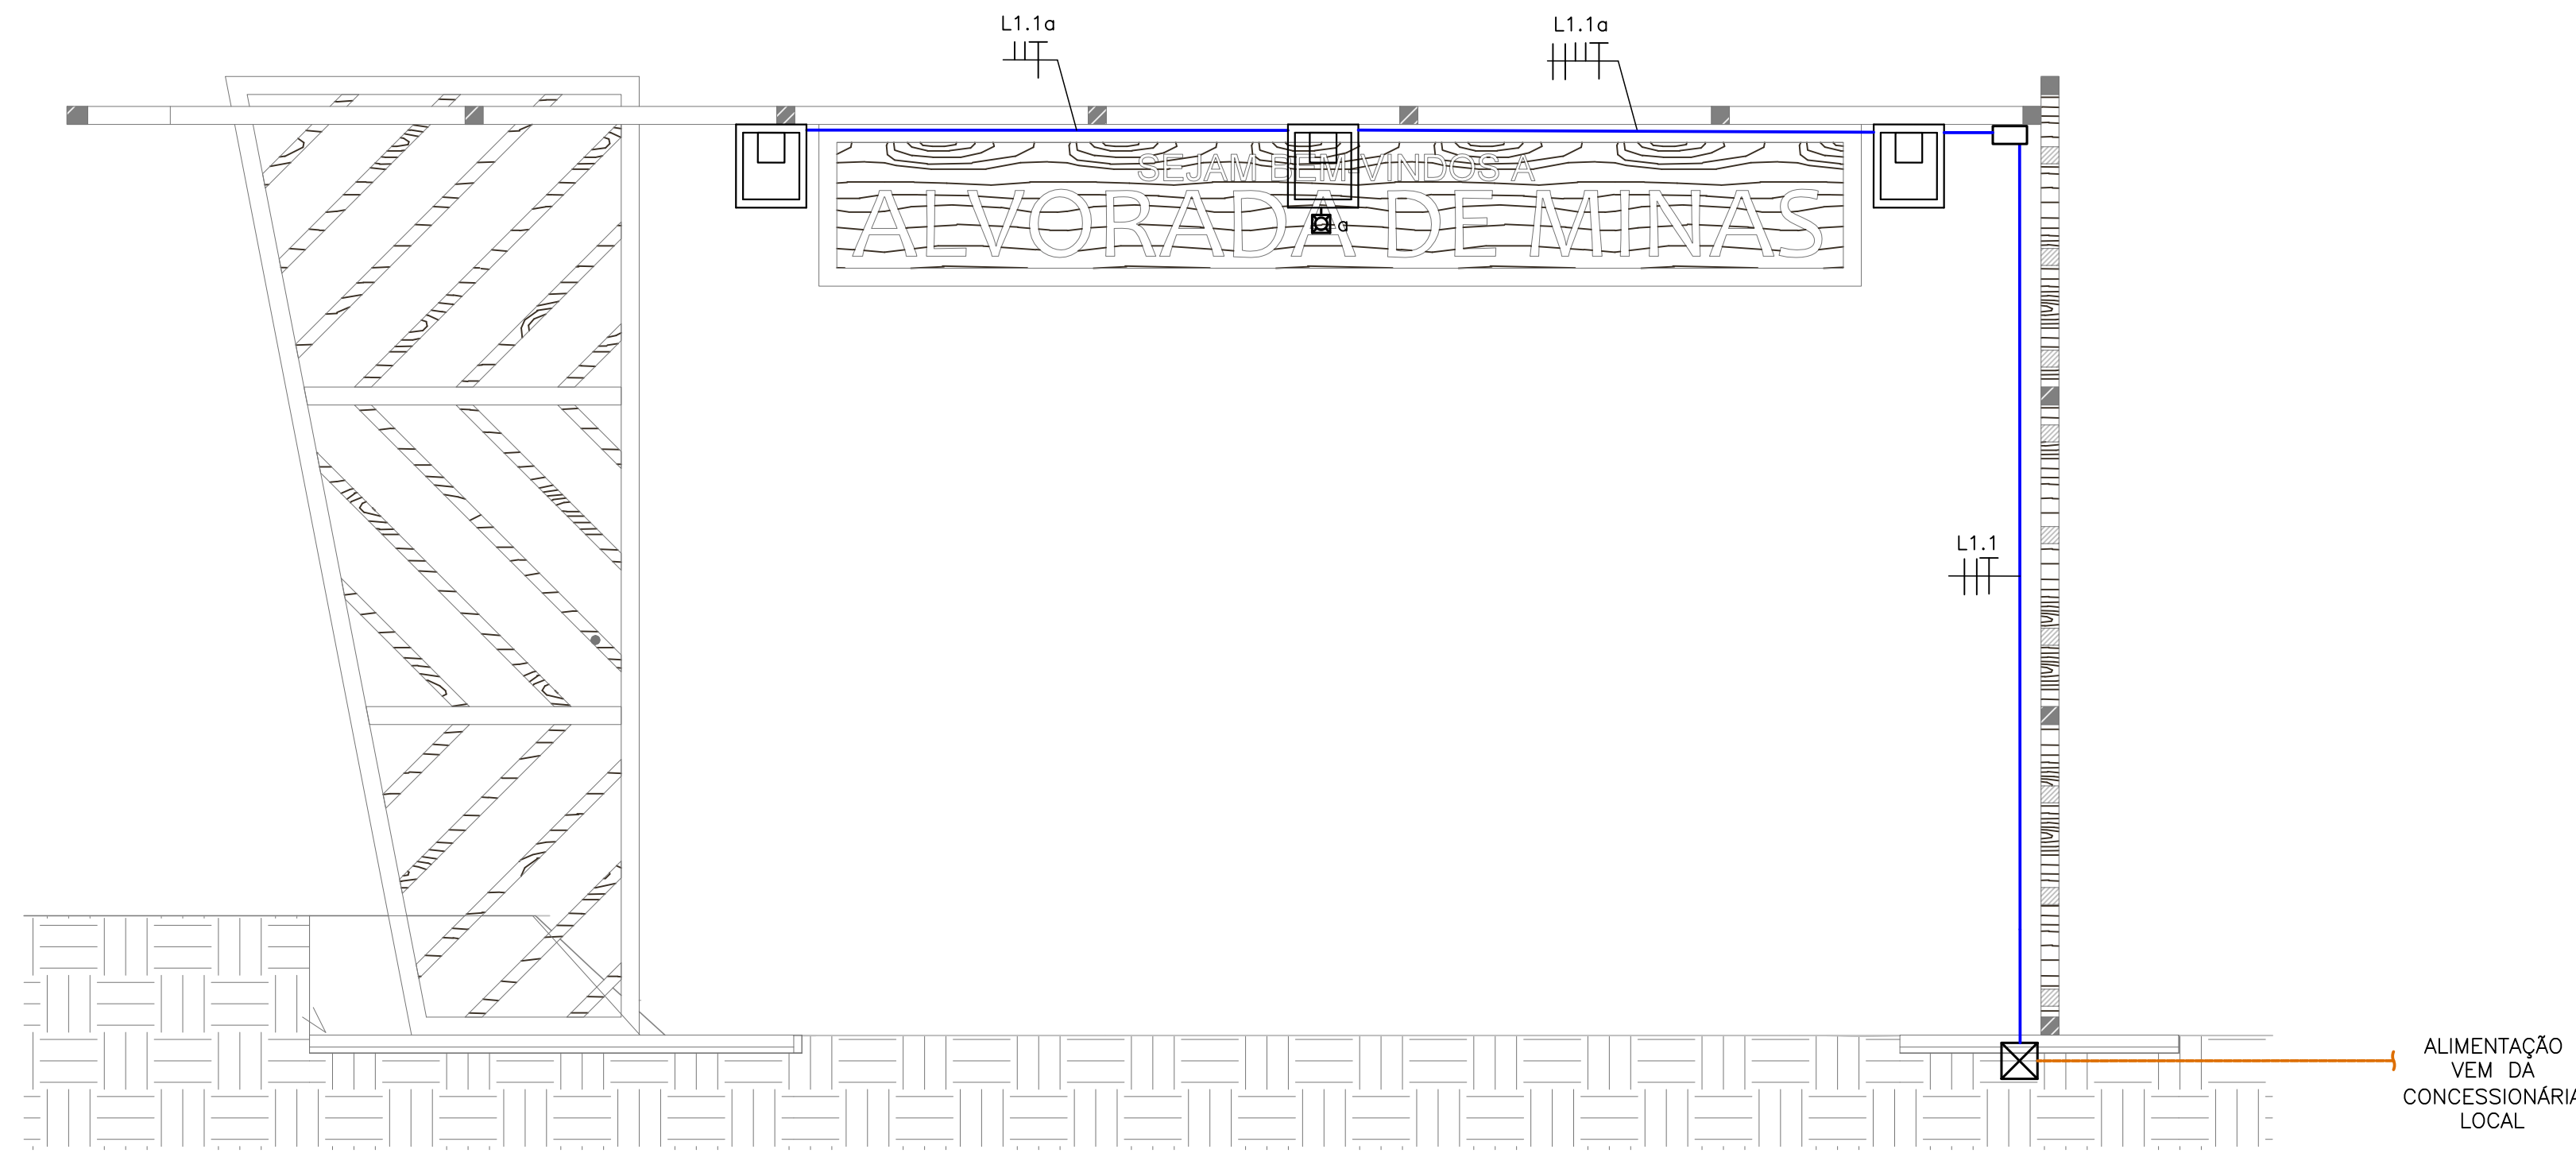 L1.1a
L1.1a
SEJAM BEM-VINDOS A
ALVORADA DE MINAS
a
L1.1
ALIMENTAÇÃO
VEM DA
CONCESSIONÁRIA
LOCAL